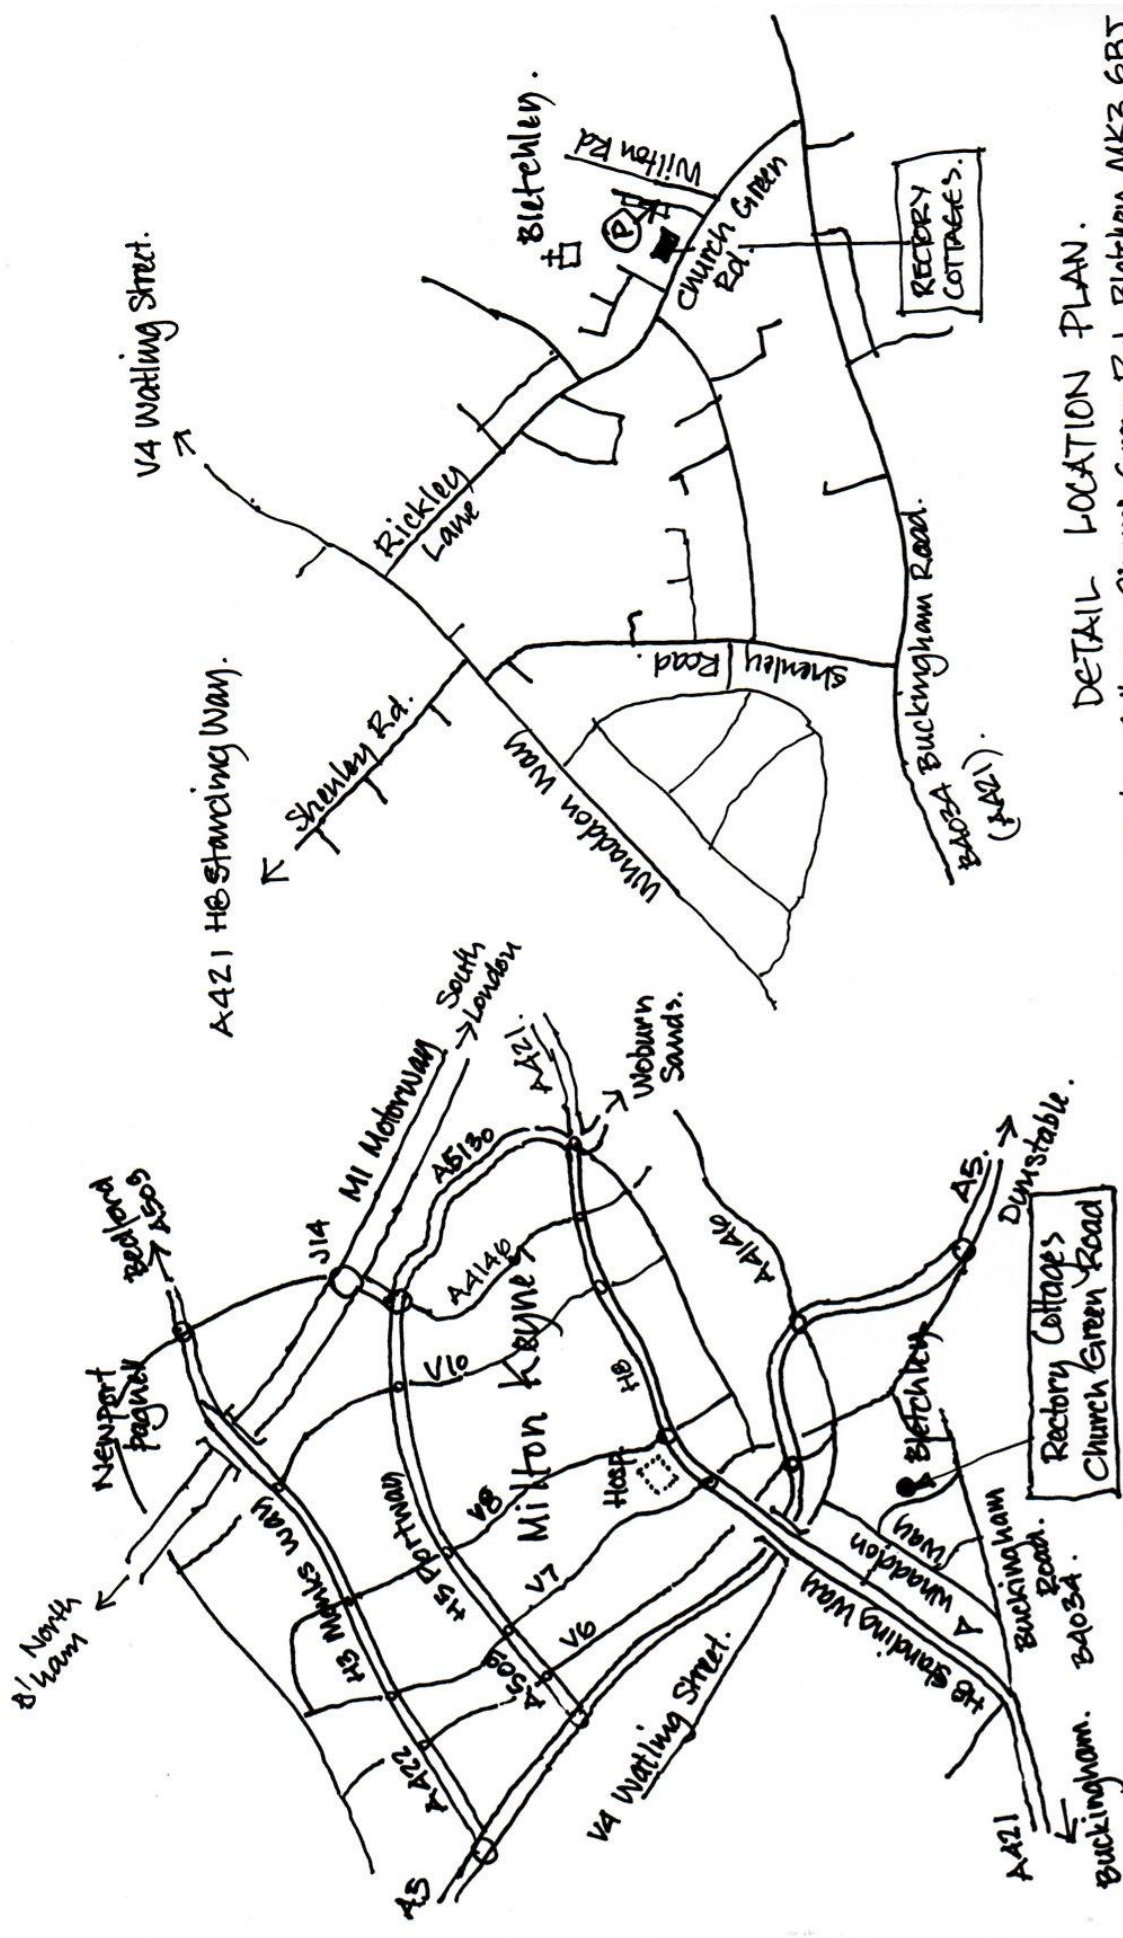 B'ham
North
Newport
Pagnell
Bedford
A509
J14
M1 Motorway
South
London
A5130
A421.
Woburn
Sands.
A4146
V10
H3 Monks Way
H5 Portway
V8
Milton Keynes
H8
Hosp.
V7
V6
A509
A422
A5
V4 Watling Street.
H8 Standing Way
Whaddon
Way
Bletchley
A4146
A5.
Dunstable.
Rectory Cottages
Church Green Road
Buckingham
Road.
B4034.
A421
Buckingham.
A421 H8 Standing Way.
V4 Watling Street.
Shenley Rd.
Rickley
Lane
Whaddon Way
Shenley
Road
Bletchley.
Wilton Rd
P
Church Green
Rd.
RECTORY
COTTAGES.
B4034 Buckingham Road.
(A421).
DETAIL LOCATION PLAN.